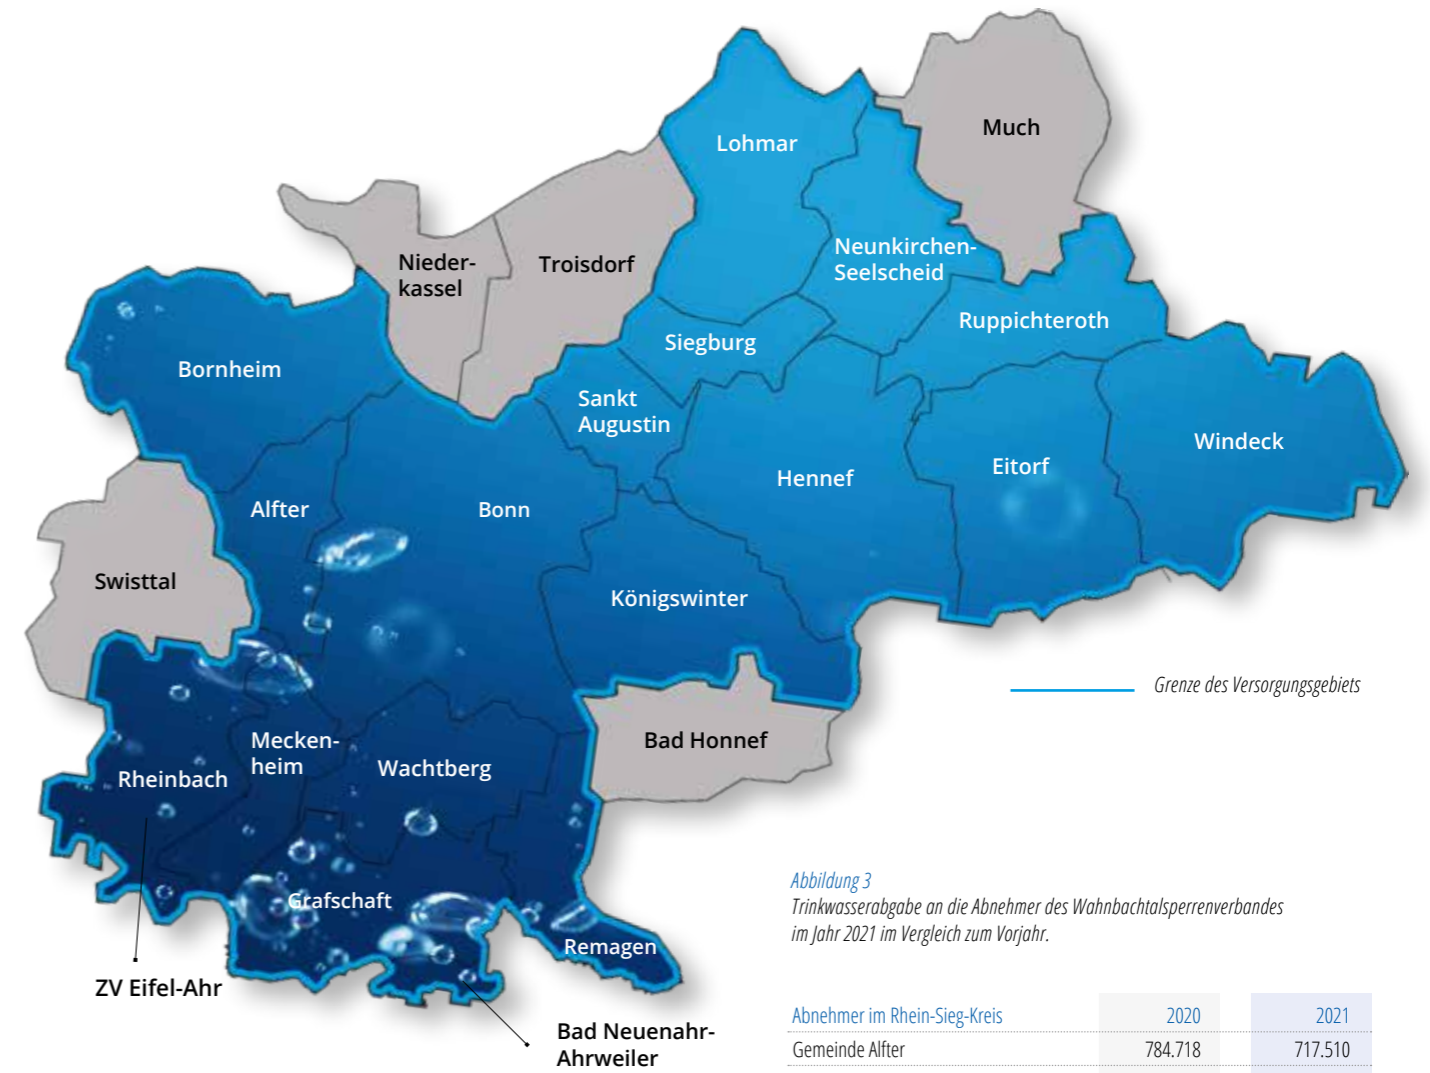 Much
Lohmar
Neunkirchen-
Seelscheid
Nieder-
kassel
Troisdorf
Ruppichteroth
Siegburg
Bornheim
Sankt
Augustin
Windeck
Eitorf
Hennef
Alfter
Bonn
Swisttal
Königswinter
Grenze des Versorgungsgebiets
Bad Honnef
Mecken-
heim
Wachtberg
Rheinbach
Grafschaft
Remagen
ZV Eifel-Ahr
Bad Neuenahr-
Ahrweiler
Abbildung 3
Trinkwasserabgabe an die Abnehmer des Wahnbachtalsperrenverbandes
im Jahr 2021 im Vergleich zum Vorjahr.
Abnehmer im Rhein-Sieg-Kreis 2020 2021
Gemeinde Alfter 784.718 717.510